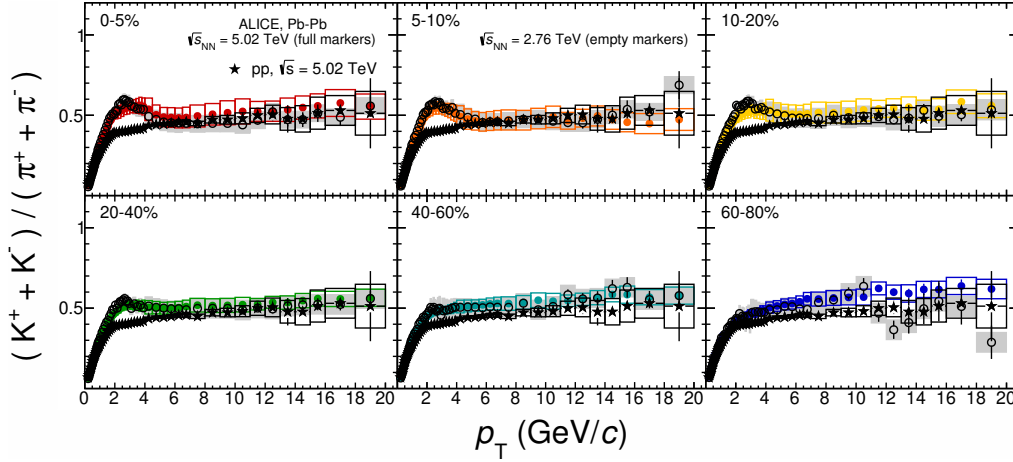 0-5%
ALICE, Pb-Pb
√s_NN = 5.02 TeV (full markers)
★ pp, √s = 5.02 TeV
5-10%
√s_NN = 2.76 TeV (empty markers)
10-20%
1
0.5
20-40%
40-60%
60-80%
1
0.5
0 2 4 6 8 10 12 14 16 18 20
2 4 6 8 10 12 14 16 18 20
2 4 6 8 10 12 14 16 18 20
(K⁺ + K⁻) / (π⁺ + π⁻)
p_T (GeV/c)